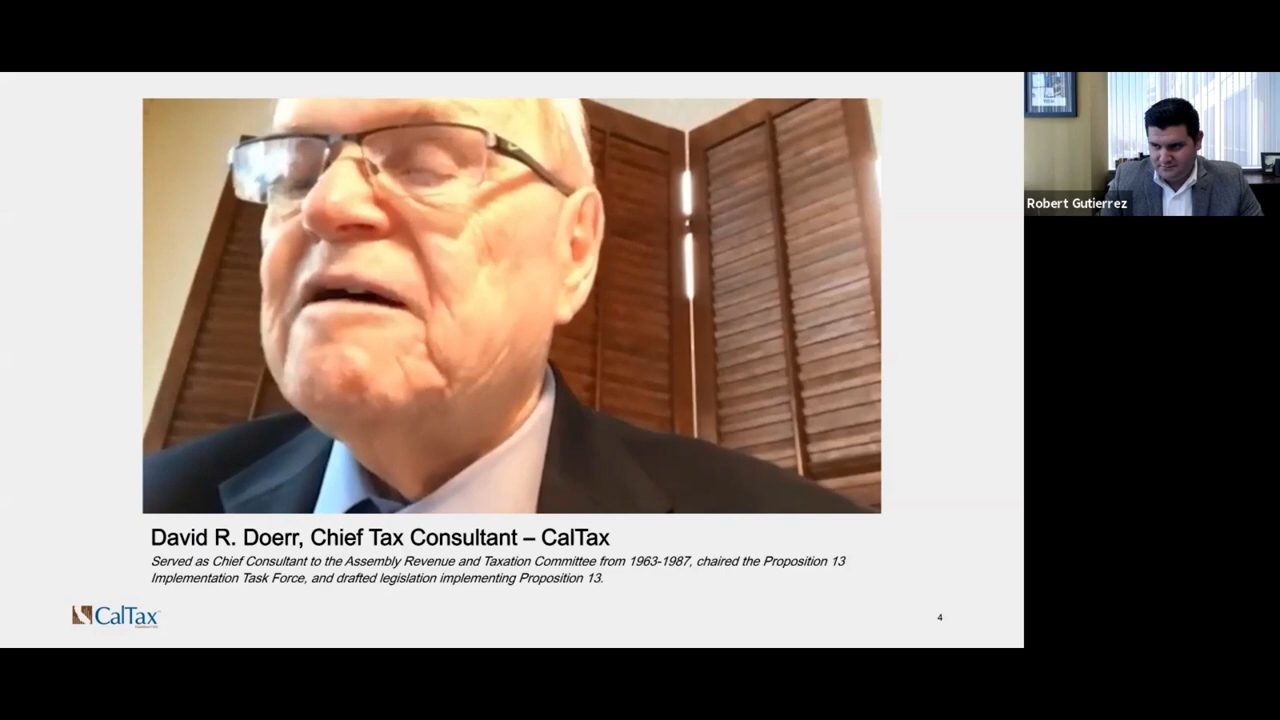 Robert Gutierrez
David R. Doerr, Chief Tax Consultant – CalTax
Served as Chief Consultant to the Assembly Revenue and Taxation Committee from 1963-1987, chaired the Proposition 13
Implementation Task Force, and drafted legislation implementing Proposition 13.
CalTax
4